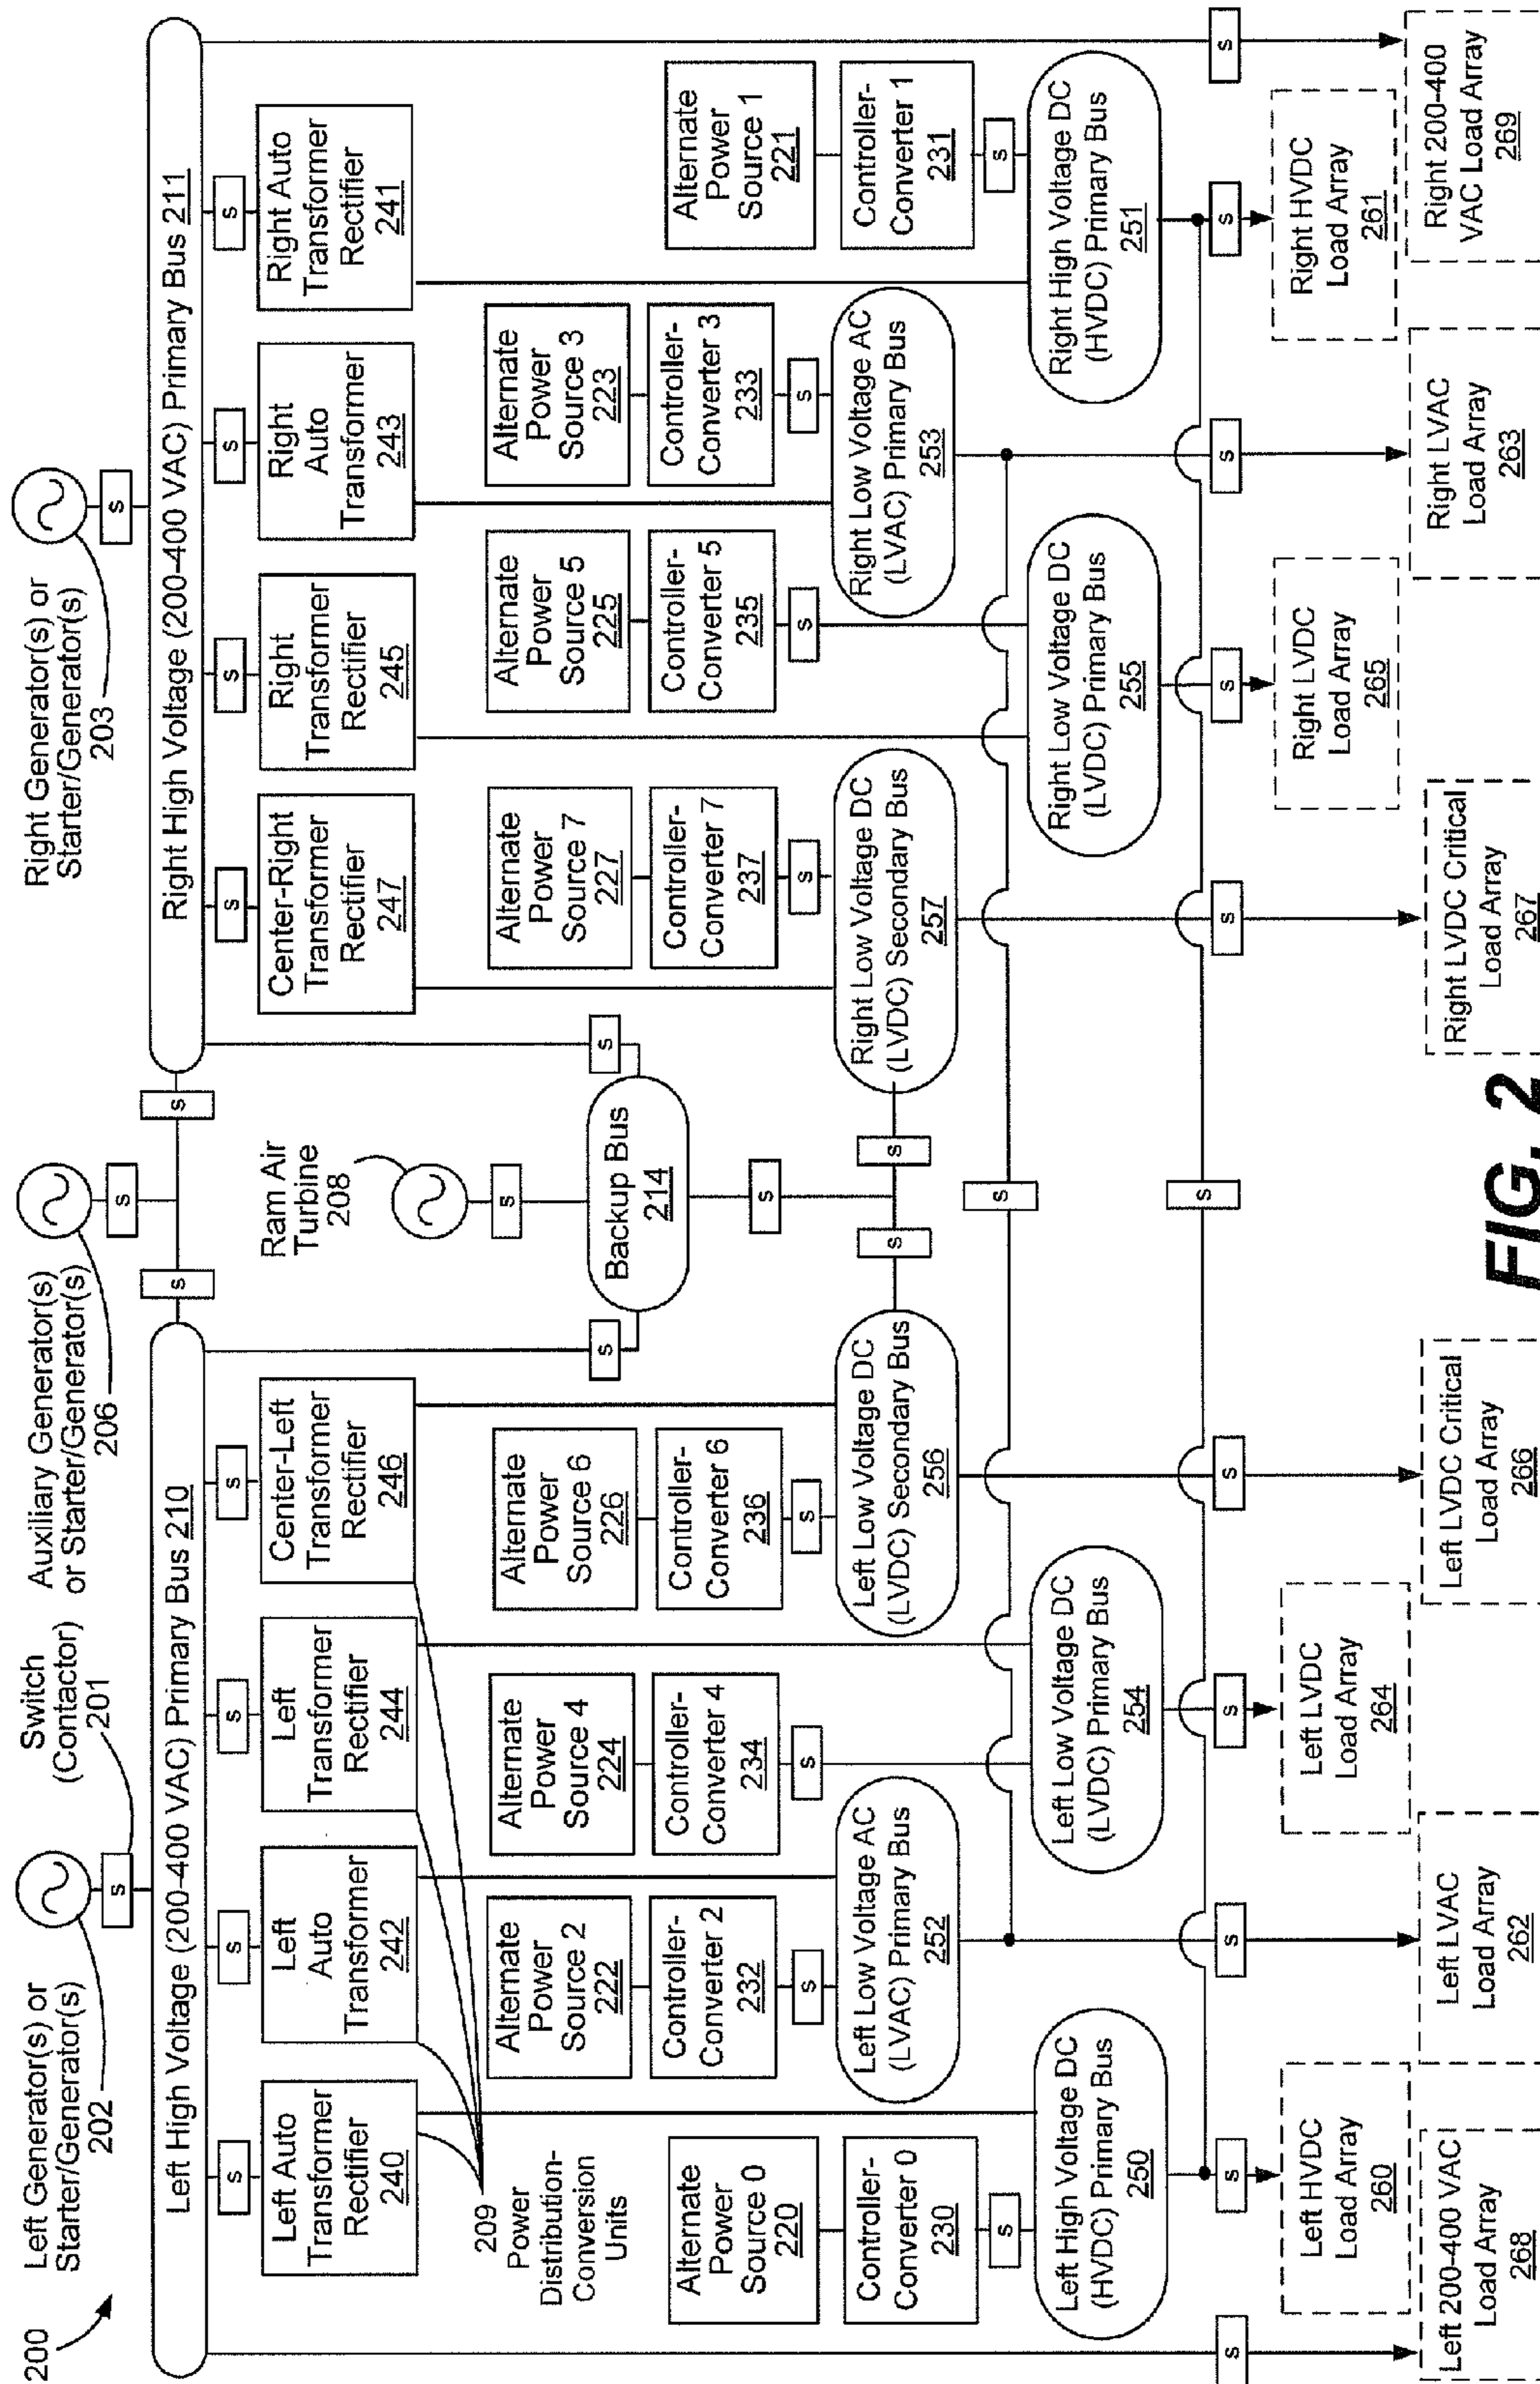 200
Left Generator(s) or
Starter/Generator(s)
202
Switch
(Contactor)
201
Auxiliary Generator(s)
or Starter/Generator(s)
206
Right Generator(s) or
Starter/Generator(s)
203
s
s
s
s
s
Left High Voltage (200-400 VAC) Primary Bus 210
Right High Voltage (200-400 VAC) Primary Bus 211
s
s
s
s
s
s
s
s
Left Auto
Transformer
Rectifier
240
Left
Auto
Transformer
242
Left
Transformer
Rectifier
244
Center-Left
Transformer
Rectifier
246
Ram Air
Turbine
208
Center-Right
Transformer
Rectifier
247
Right
Transformer
Rectifier
245
Right
Auto
Transformer
243
Right Auto
Transformer
Rectifier
241
209
Power
Distribution-
Conversion
Units
s
s
s
Backup Bus
214
s
Alternate
Power
Source 2
222
Alternate
Power
Source 4
224
Alternate
Power
Source 6
226
Alternate
Power
Source 7
227
Alternate
Power
Source 5
225
Alternate
Power
Source 3
223
Controller-
Converter 2
232
Controller-
Converter 4
234
Controller-
Converter 6
236
Controller-
Converter 7
237
Controller-
Converter 5
235
Controller-
Converter 3
233
s
s
s
s
s
s
Alternate
Power
Source 0
220
Alternate
Power
Source 1
221
Controller-
Converter 0
230
Controller-
Converter 1
231
s
s
Left Low Voltage AC
(LVAC) Primary Bus
252
Left Low Voltage DC
(LVDC) Secondary Bus
256
s
s
Right Low Voltage DC
(LVDC) Secondary Bus
257
Right Low Voltage AC
(LVAC) Primary Bus
253
s
Left High Voltage DC
(HVDC) Primary Bus
250
Left Low Voltage DC
(LVDC) Primary Bus
254
Right Low Voltage DC
(LVDC) Primary Bus
255
Right High Voltage DC
(HVDC) Primary Bus
251
s
s
s
s
s
s
s
s
s
s
s
Left HVDC
Load Array
260
Left LVDC
Load Array
264
Right LVDC
Load Array
265
Right HVDC
Load Array
261
Left 200-400 VAC
Load Array
268
Left LVAC
Load Array
262
Left LVDC Critical
Load Array
266
Right LVDC Critical
Load Array
267
Right LVAC
Load Array
263
Right 200-400
VAC Load Array
269
FIG. 2